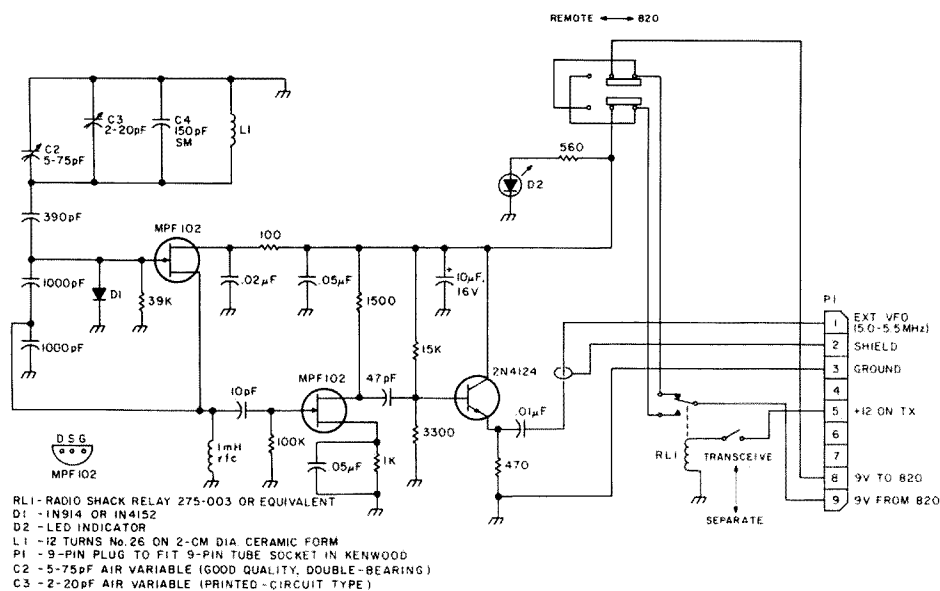 REMOTE ↔ 820
C2
5-75pF
C3
2-20pF
C4
150pF
SM
L1
390pF
1000pF
1000pF
D1
39K
MPF102
100
.02µF
.05µF
1500
10µF,
16V
15K
560
D2
10pF
MPF102
47pF
2N4124
.01µF
1mH
rfc
100K
.05µF
1K
3300
470
D S G
MPF102
RL1
TRANSCEIVE
SEPARATE
P1
1 EXT VFO
(5.0-5.5MHz)
2 SHIELD
3 GROUND
4
5 +12 ON TX
6
7
8 9V TO 820
9 9V FROM 820
RL1-RADIO SHACK RELAY 275-003 OR EQUIVALENT
D1 -IN914 OR IN4152
D2 -LED INDICATOR
L1 -12 TURNS No.26 ON 2-CM DIA. CERAMIC FORM
P1 - 9-PIN PLUG TO FIT 9-PIN TUBE SOCKET IN KENWOOD
C2 -5-75pF AIR VARIABLE (GOOD QUALITY, DOUBLE-BEARING)
C3 -2-20pF AIR VARIABLE (PRINTED-CIRCUIT TYPE)